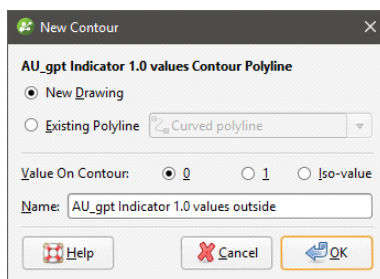 New Contour
AU_gpt Indicator 1.0 values Contour Polyline
New Drawing
Existing Polyline Curved polyline
Value On Contour: 0 1 Iso-value
Name: AU_gpt Indicator 1.0 values outside
Help Cancel OK